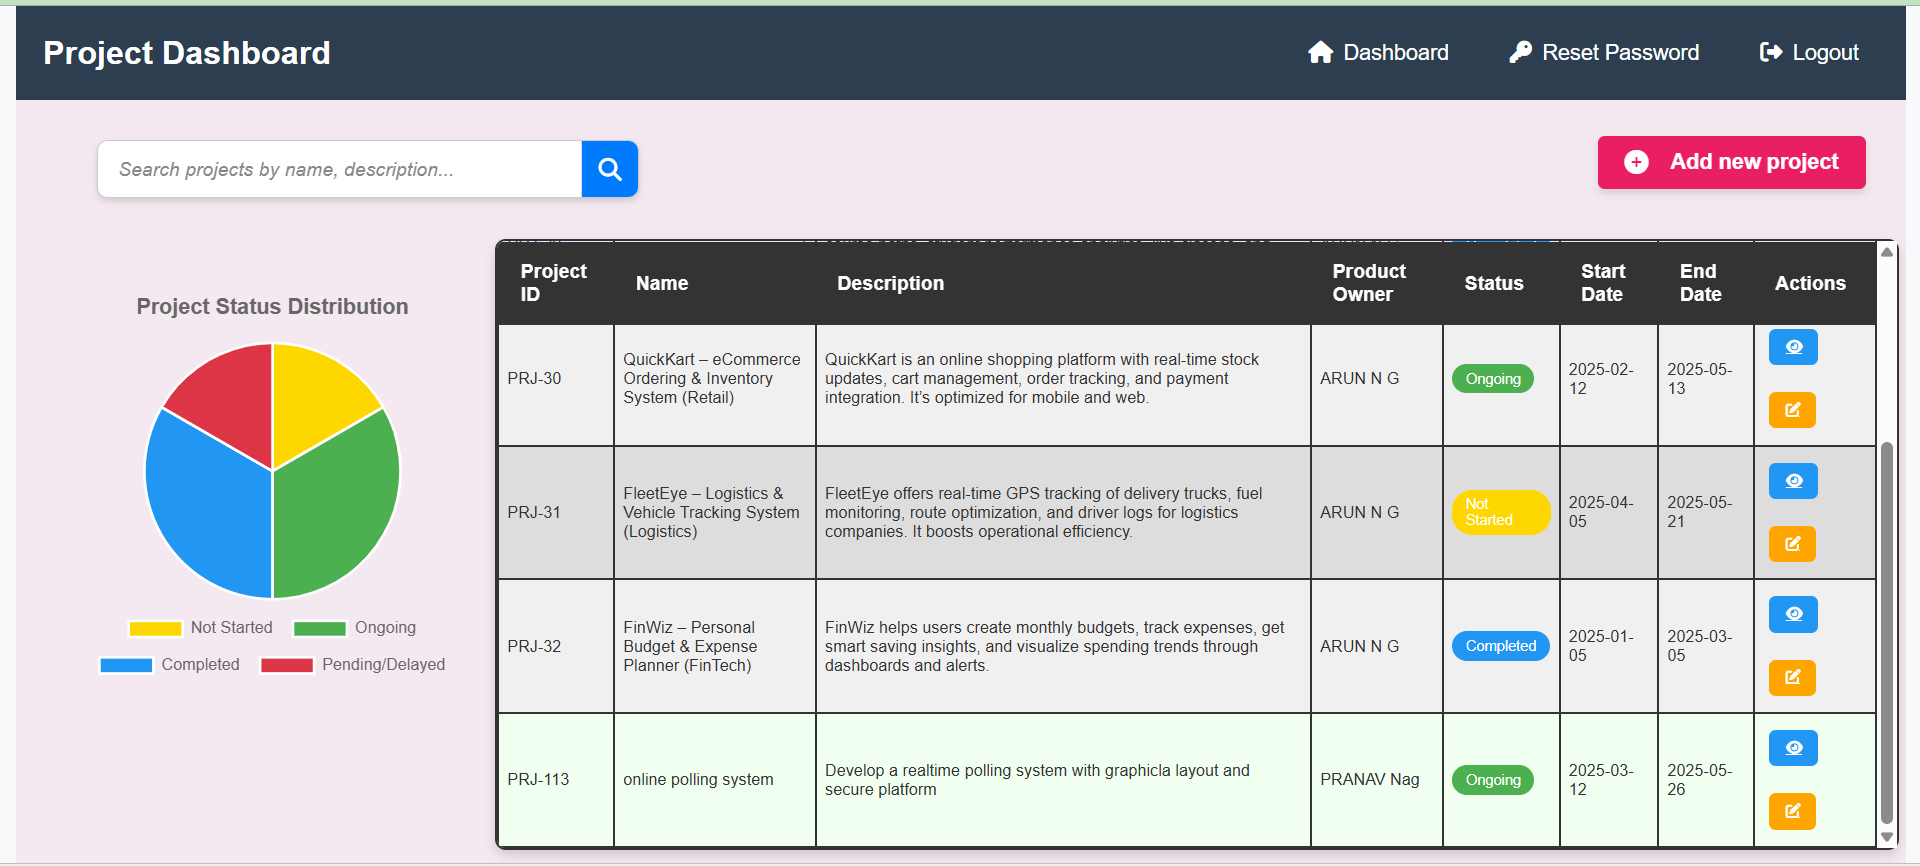 Project Dashboard
Dashboard
Reset Password
Logout
Search projects by name, description...
Add new project
Project Status Distribution
Not Started
Ongoing
Completed
Pending/Delayed
Project
ID
Name
Description
Product
Owner
Status
Start
Date
End
Date
Actions
PRJ-30
QuickKart – eCommerce
Ordering & Inventory
System (Retail)
QuickKart is an online shopping platform with real-time stock
updates, cart management, order tracking, and payment
integration. It’s optimized for mobile and web.
ARUN N G
Ongoing
2025-02-
12
2025-05-
13
PRJ-31
FleetEye – Logistics &
Vehicle Tracking System
(Logistics)
FleetEye offers real-time GPS tracking of delivery trucks, fuel
monitoring, route optimization, and driver logs for logistics
companies. It boosts operational efficiency.
ARUN N G
Not
Started
2025-04-
05
2025-05-
21
PRJ-32
FinWiz – Personal
Budget & Expense
Planner (FinTech)
FinWiz helps users create monthly budgets, track expenses, get
smart saving insights, and visualize spending trends through
dashboards and alerts.
ARUN N G
Completed
2025-01-
05
2025-03-
05
PRJ-113
online polling system
Develop a realtime polling system with graphicla layout and
secure platform
PRANAV Nag
Ongoing
2025-03-
12
2025-05-
26